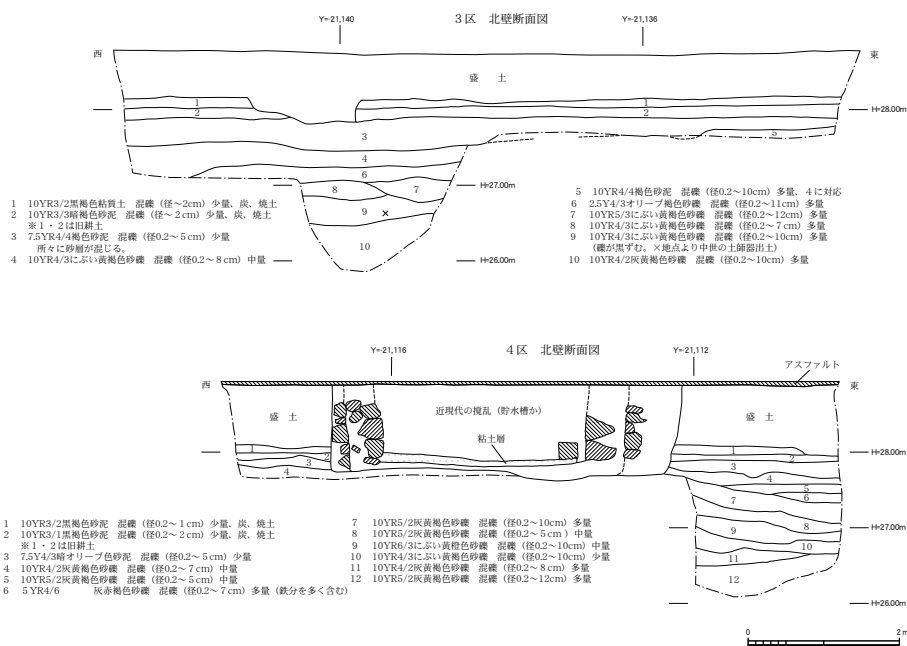 ３区　北壁断面図
Y=-21,140
Y=-21,136
西
東
盛　土
1
1
2
2
H=28.00m
3
5
4
6
8
7
H=27.00m
9 ×
10
H=26.00m
1　10YR3/2黒褐色粘質土　混礫（径〜2cm）少量、炭、焼土
2　10YR3/3暗褐色砂泥　混礫（径〜２cm）少量、炭、焼土
※１・２は旧耕土
3　7.5YR4/4褐色砂泥　混礫（径0.2〜５cm）少量
所々に砂層が混じる。
4　10YR4/3にぶい黄褐色砂礫　混礫（径0.2〜８cm）中量
5　10YR4/4褐色砂泥　混礫（径0.2〜10cm）多量、４に対応
6　2.5Y4/3オリーブ褐色砂礫　混礫（径0.2〜11cm）多量
7　10YR5/3にぶい黄褐色砂礫　混礫（径0.2〜12cm）多量
8　10YR4/3にぶい黄褐色砂礫　混礫（径0.2〜７cm）多量
9　10YR4/3にぶい黄褐色砂礫　混礫（径0.2〜10cm）多量
（礫が黒ずむ。×地点より中世の土師器出土）
10　10YR4/2灰黄褐色砂礫　混礫（径0.2〜10cm）多量
４区　北壁断面図
Y=-21,116
Y=-21,112
アスファルト
西
東
盛　土
近現代の撹乱（貯水槽か）
盛　土
粘土層
1
2
3
4
1
2
H=28.00m
3
4
5
6
7
8
H=27.00m
9
10
11
12
H=26.00m
1　10YR3/2黒褐色砂泥　混礫（径0.2〜１cm）少量、炭、焼土
2　10YR3/1黒褐色砂泥　混礫（径0.2〜２cm）少量、炭、焼土
※１・２は旧耕土
3　7.5Y4/3暗オリーブ色砂泥　混礫（径0.2〜５cm）少量
4　10YR4/2灰黄褐色砂礫　混礫（径0.2〜７cm）中量
5　10YR5/2灰黄褐色砂礫　混礫（径0.2〜５cm）中量
6　５YR4/6　灰赤褐色砂礫　混礫（径0.2〜７cm）多量（鉄分を多く含む）
7　10YR5/2灰黄褐色砂礫　混礫（径0.2〜10cm）多量
8　10YR5/2灰黄褐色砂礫　混礫（径0.2〜５cm ）中量
9　10YR6/3にぶい黄橙色砂礫　混礫（径0.2〜10cm）中量
10　10YR4/3にぶい黄褐色砂礫　混礫（径0.2〜10cm）少量
11　10YR4/2灰黄褐色砂礫　混礫（径0.2〜８cm）多量
12　10YR5/2灰黄褐色砂礫　混礫（径0.2〜12cm）多量
0
2 m